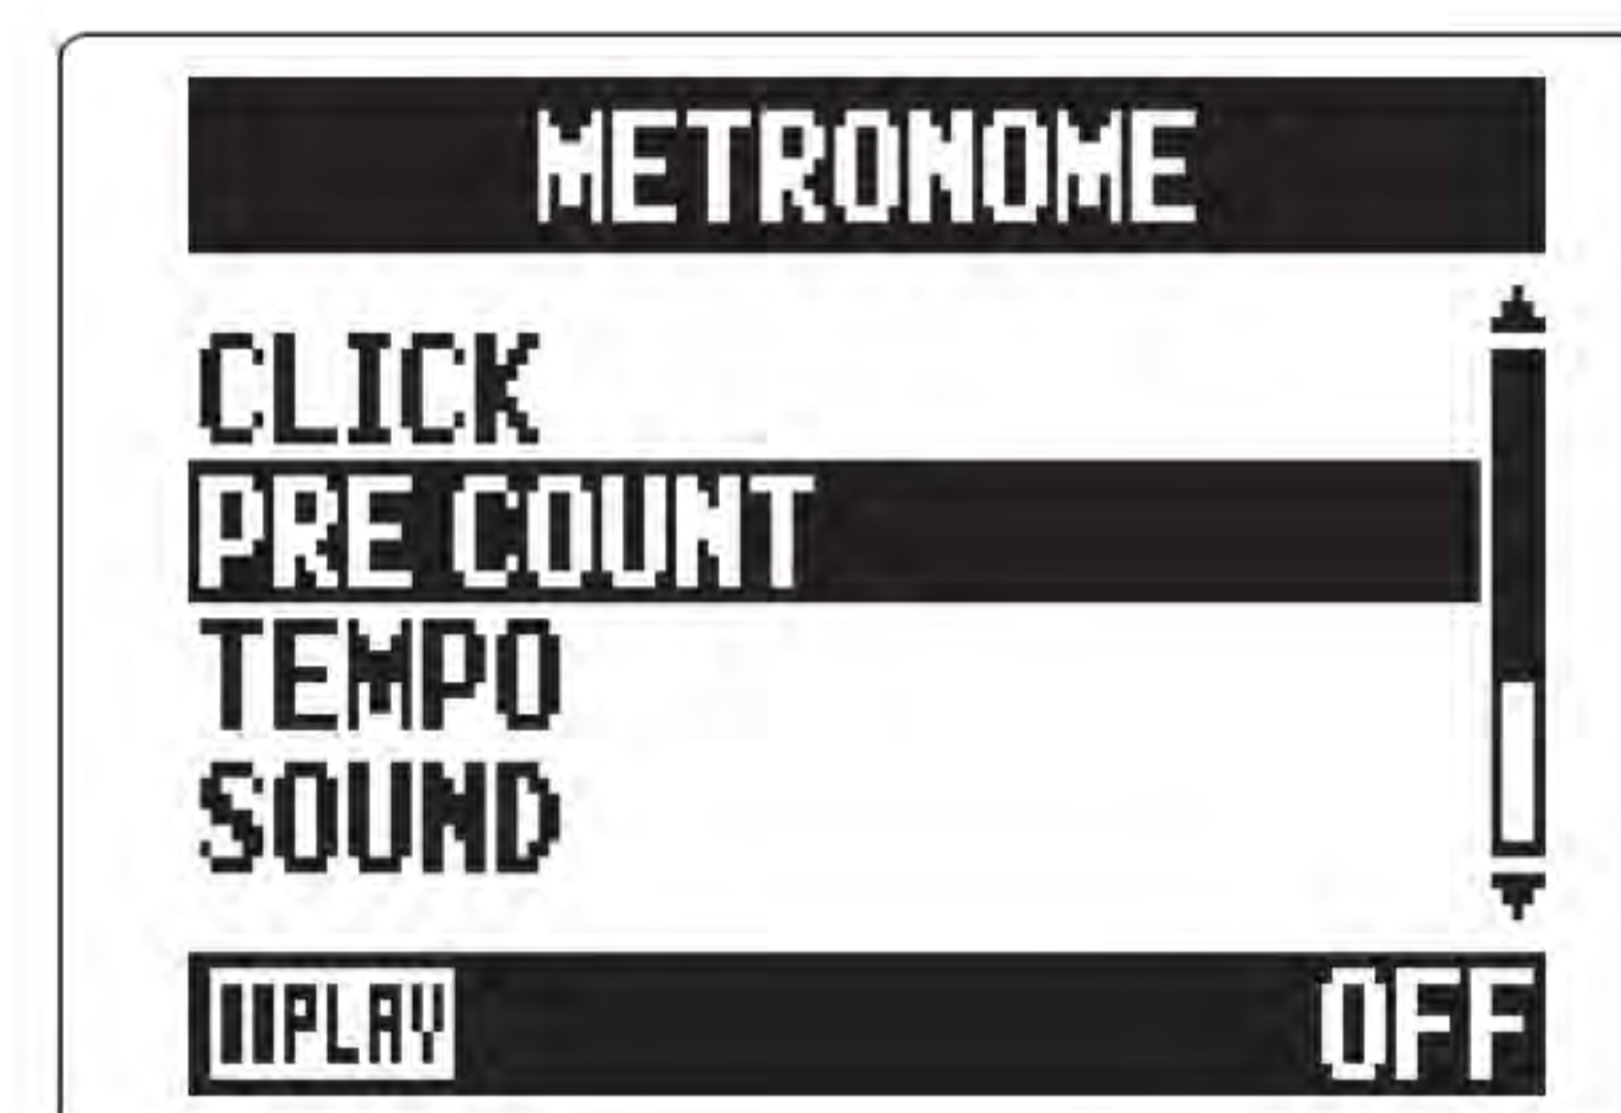 METRONOME
CLICK
PRE COUNT
TEMPO
SOUND
PLAY OFF